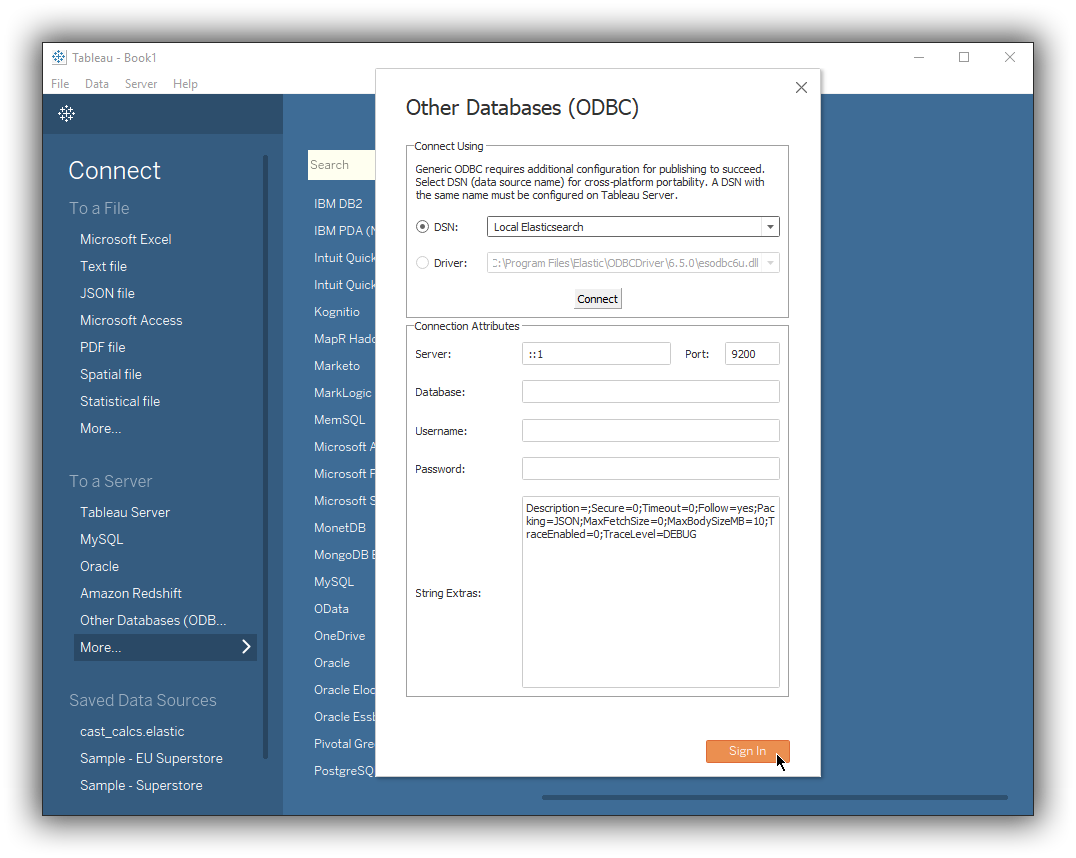 Tableau - Book1
File Data Server Help
Connect
To a File
Microsoft Excel
Text file
JSON file
Microsoft Access
PDF file
Spatial file
Statistical file
More...
To a Server
Tableau Server
MySQL
Oracle
Amazon Redshift
Other Databases (ODB...
More...
Saved Data Sources
cast_calcs.elastic
Sample - EU Superstore
Sample - Superstore
Search
IBM DB2
IBM PDA (N
Intuit Quick
Intuit Quick
Kognitio
MapR Hado
Marketo
MarkLogic
MemSQL
Microsoft A
Microsoft F
Microsoft S
MonetDB
MongoDB B
MySQL
OData
OneDrive
Oracle
Oracle Eloq
Oracle Essb
Pivotal Gre
PostgreSQ
Other Databases (ODBC)
Connect Using
Generic ODBC requires additional configuration for publishing to succeed.
Select DSN (data source name) for cross-platform portability. A DSN with
the same name must be configured on Tableau Server.
DSN: Local Elasticsearch
Driver: C:\Program Files\Elastic\ODBCDriver\6.5.0\esodbc6u.dll
Connect
Connection Attributes
Server: ::1 Port: 9200
Database:
Username:
Password:
String Extras:
Description=;Secure=0;Timeout=0;Follow=yes;Pac
king=JSON;MaxFetchSize=0;MaxBodySizeMB=10;T
raceEnabled=0;TraceLevel=DEBUG
Sign In